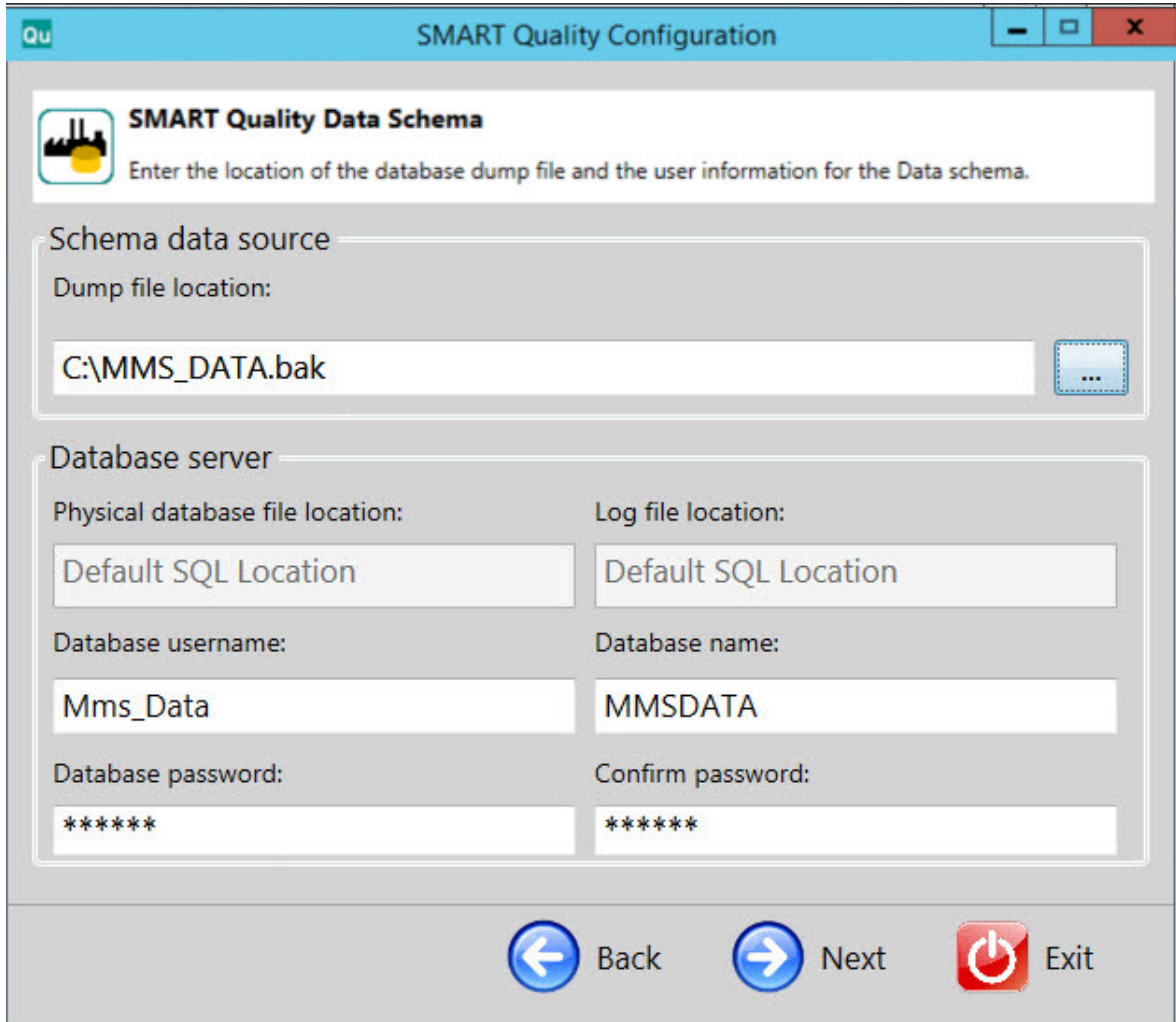 Qu
SMART Quality Configuration
SMART Quality Data Schema
Enter the location of the database dump file and the user information for the Data schema.
Schema data source
Dump file location:
C:\MMS_DATA.bak
...
Database server
Physical database file location:
Log file location:
Default SQL Location
Default SQL Location
Database username:
Database name:
Mms_Data
MMSDATA
Database password:
Confirm password:
******
******
Back
Next
Exit